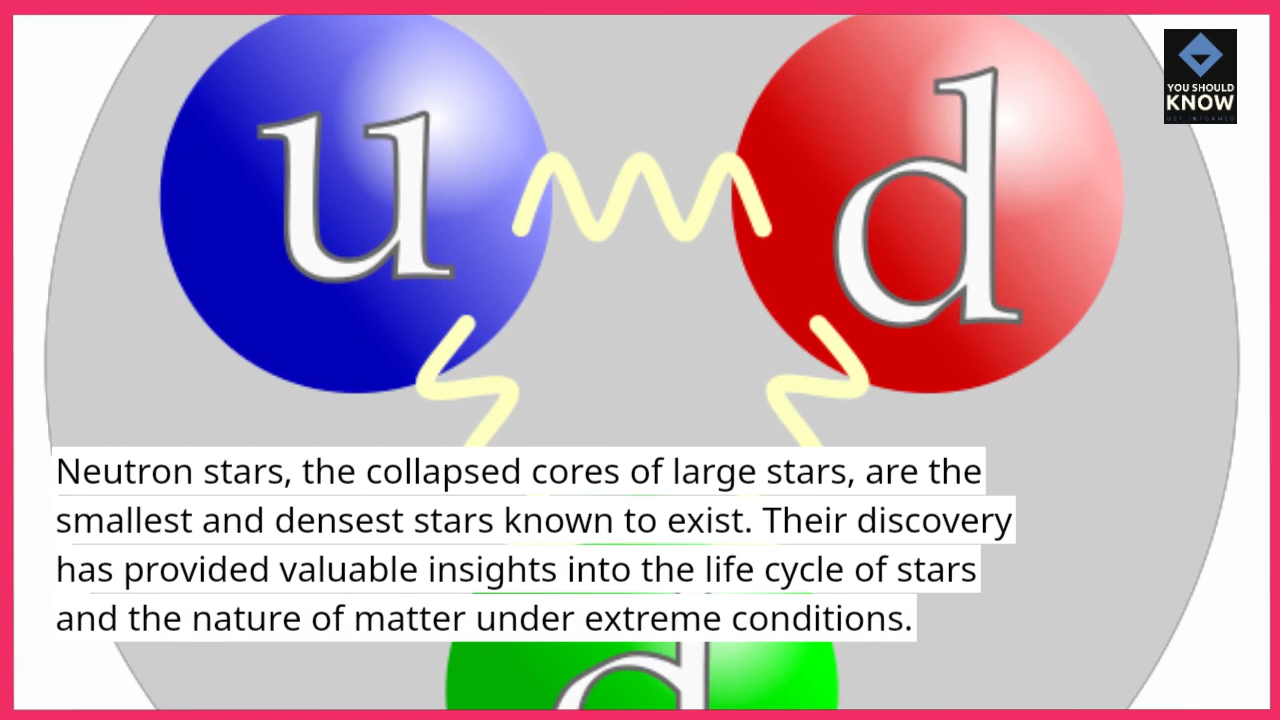 u
d
YOU SHOULD
KNOW
GET INFORMED
Neutron stars, the collapsed cores of large stars, are the
smallest and densest stars known to exist. Their discovery
has provided valuable insights into the life cycle of stars
and the nature of matter under extreme conditions.
d